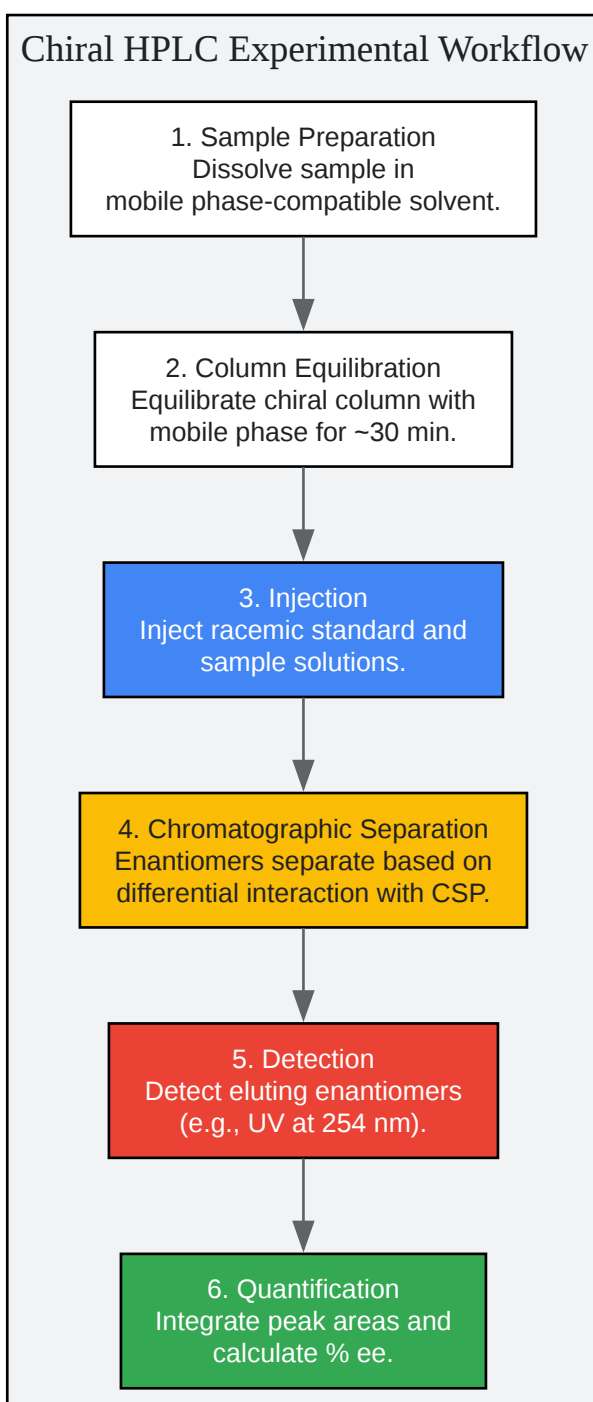 Chiral HPLC Experimental Workflow
1. Sample Preparation
Dissolve sample in
mobile phase-compatible solvent.
2. Column Equilibration
Equilibrate chiral column with
mobile phase for ~30 min.
3. Injection
Inject racemic standard and
sample solutions.
4. Chromatographic Separation
Enantiomers separate based on
differential interaction with CSP.
5. Detection
Detect eluting enantiomers
(e.g., UV at 254 nm).
6. Quantification
Integrate peak areas and
calculate % ee.